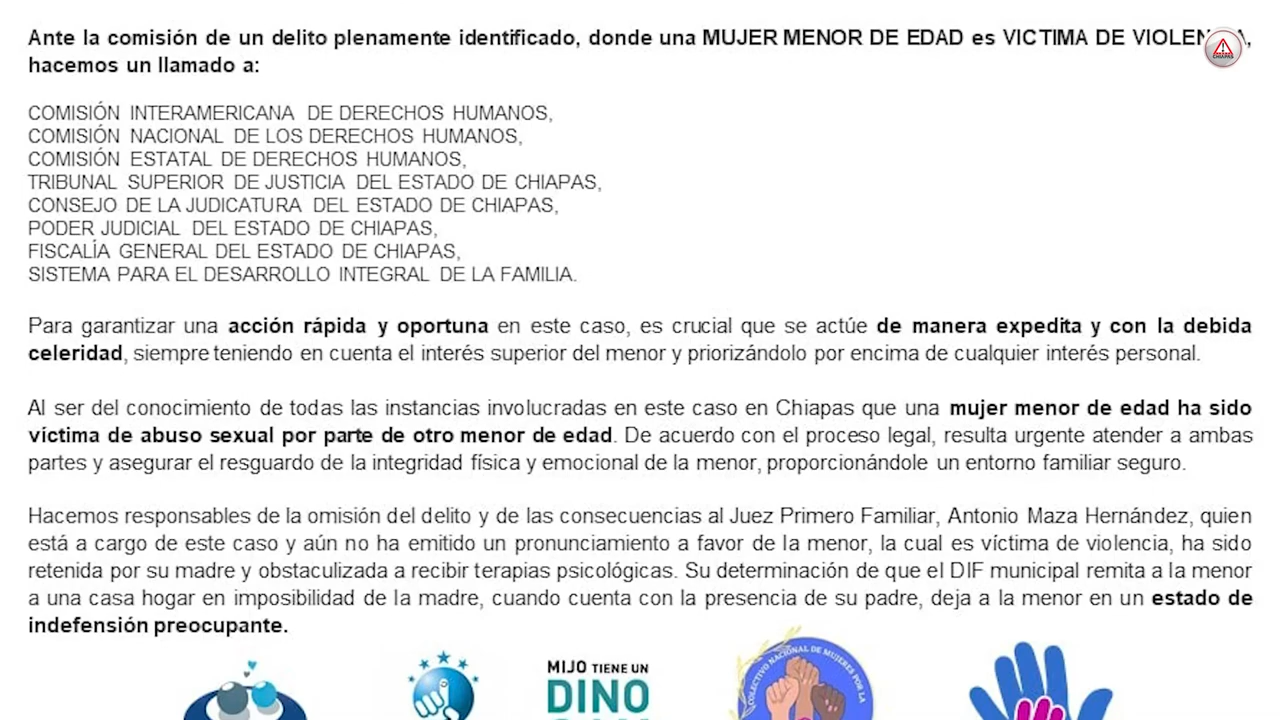 Ante la comisión de un delito plenamente identificado, donde una MUJER MENOR DE EDAD es VICTIMA DE
hacemos un llamado a:
CHIAPAS
COMISIÓN INTERAMERICANA DE DERECHOS HUMANOS,
COMISIÓN NACIONAL DE LOS DERECHOS HUMANOS,
COMISIÓN ESTATAL DE DERECHOS HUMANOS,
TRIBUNAL SUPERIOR DE JUSTICIA DEL ESTADO DE CHIAPAS,
CONSEJO DE LA JUDICATURA DEL ESTADO DE CHIAPAS,
PODER JUDICIAL DEL ESTADO DE CHIAPAS,
FISCALÍA GENERAL DEL ESTADO DE CHIAPAS,
SISTEMA PARA EL DESARROLLO INTEGRAL DE LA FAMILIA.
Para garantizar una acción rápida y oportuna en este caso, es crucial que se actúe de manera expedita y con la debida
celeridad, siempre teniendo en cuenta el interés superior del menor y priorizándolo por encima de cualquier interés personal.
Al ser del conocimiento de todas las instancias involucradas en este caso en Chiapas que una mujer menor de edad ha sido
víctima de abuso sexual por parte de otro menor de edad. De acuerdo con el proceso legal, resulta urgente atender a ambas
partes y asegurar el resguardo de la integridad física y emocional de la menor, proporcionándole un entorno familiar seguro.
Hacemos responsables de la omisión del delito y de las consecuencias al Juez Primero Familiar, Antonio Maza Hernández, quien
está a cargo de este caso y aún no ha emitido un pronunciamiento a favor de la menor, la cual es víctima de violencia, ha sido
retenida por su madre y obstaculizada a recibir terapias psicológicas. Su determinación de que el DIF municipal remita a la menor
a una casa hogar en imposibilidad de la madre, cuando cuenta con la presencia de su padre, deja a la menor en un estado de
indefensión preocupante.
MIJO TIENE UN
DINO
COLECTIVO NACIONAL DE MUJERES POR LA